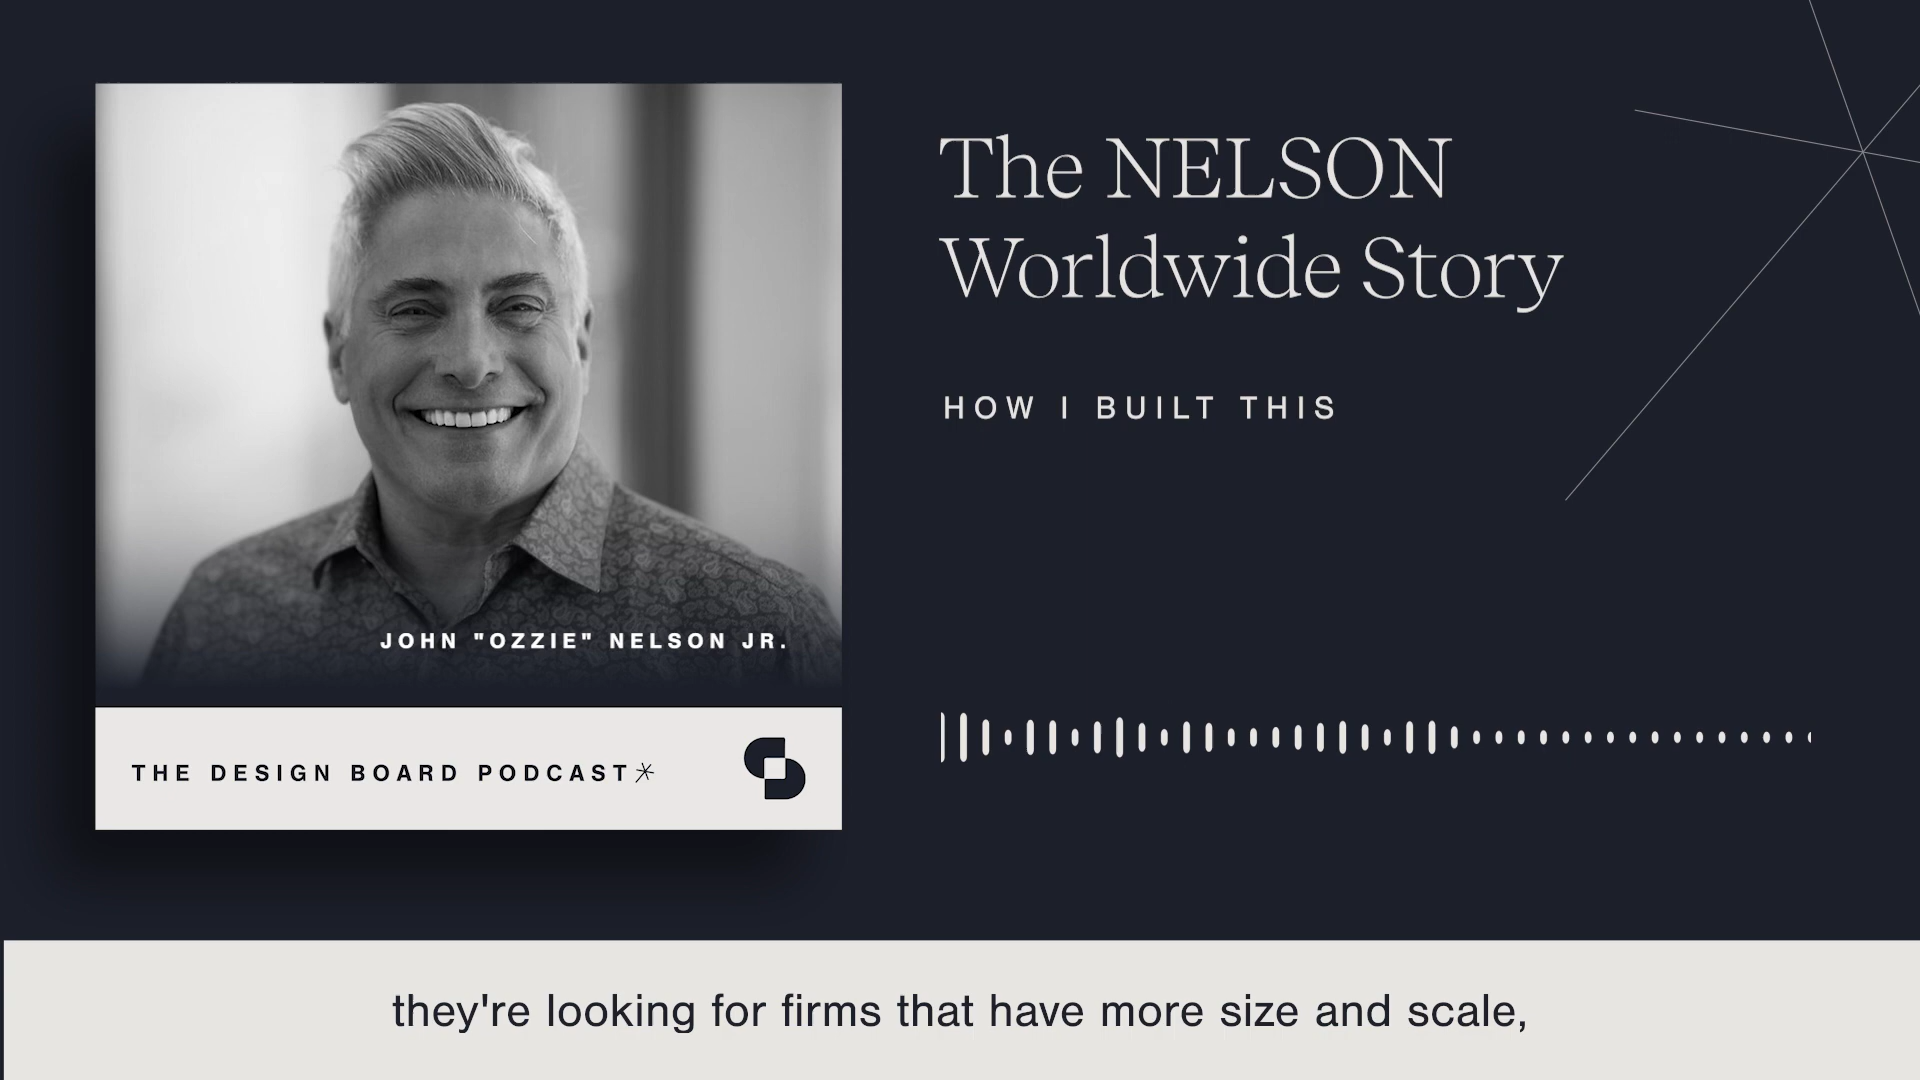 The NELSON
Worldwide Story
HOW I BUILT THIS
JOHN "OZZIE" NELSON JR.
THE DESIGN BOARD PODCAST
they're looking for firms that have more size and scale,